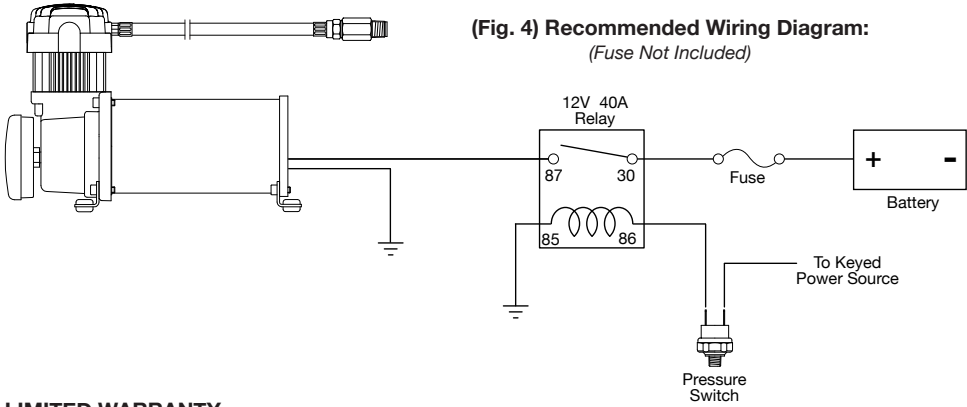 (Fig. 4) Recommended Wiring Diagram:
(Fuse Not Included)
12V 40A
Relay
87
30
Fuse
+
-
Battery
85
86
To Keyed
Power Source
Pressure
Switch
LIMITED WARRANTY